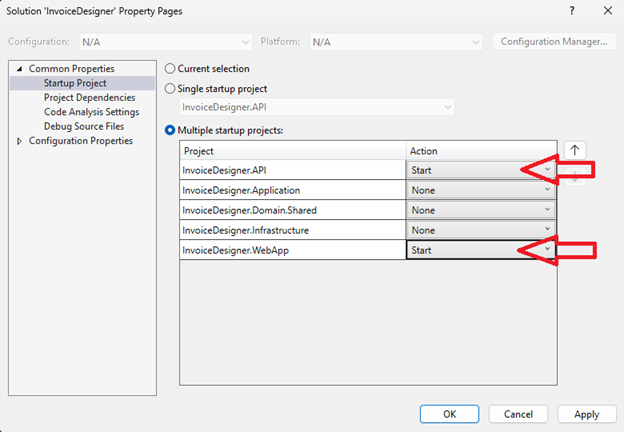 Solution 'InvoiceDesigner' Property Pages
? ×
Configuration: N/A Platform: N/A Configuration Manager...
Common Properties
Startup Project
Project Dependencies
Code Analysis Settings
Debug Source Files
Configuration Properties
Current selection
Single startup project
InvoiceDesigner.API
Multiple startup projects:
Project Action
InvoiceDesigner.API Start
InvoiceDesigner.Application None
InvoiceDesigner.Domain.Shared None
InvoiceDesigner.Infrastructure None
InvoiceDesigner.WebApp Start
OK Cancel Apply